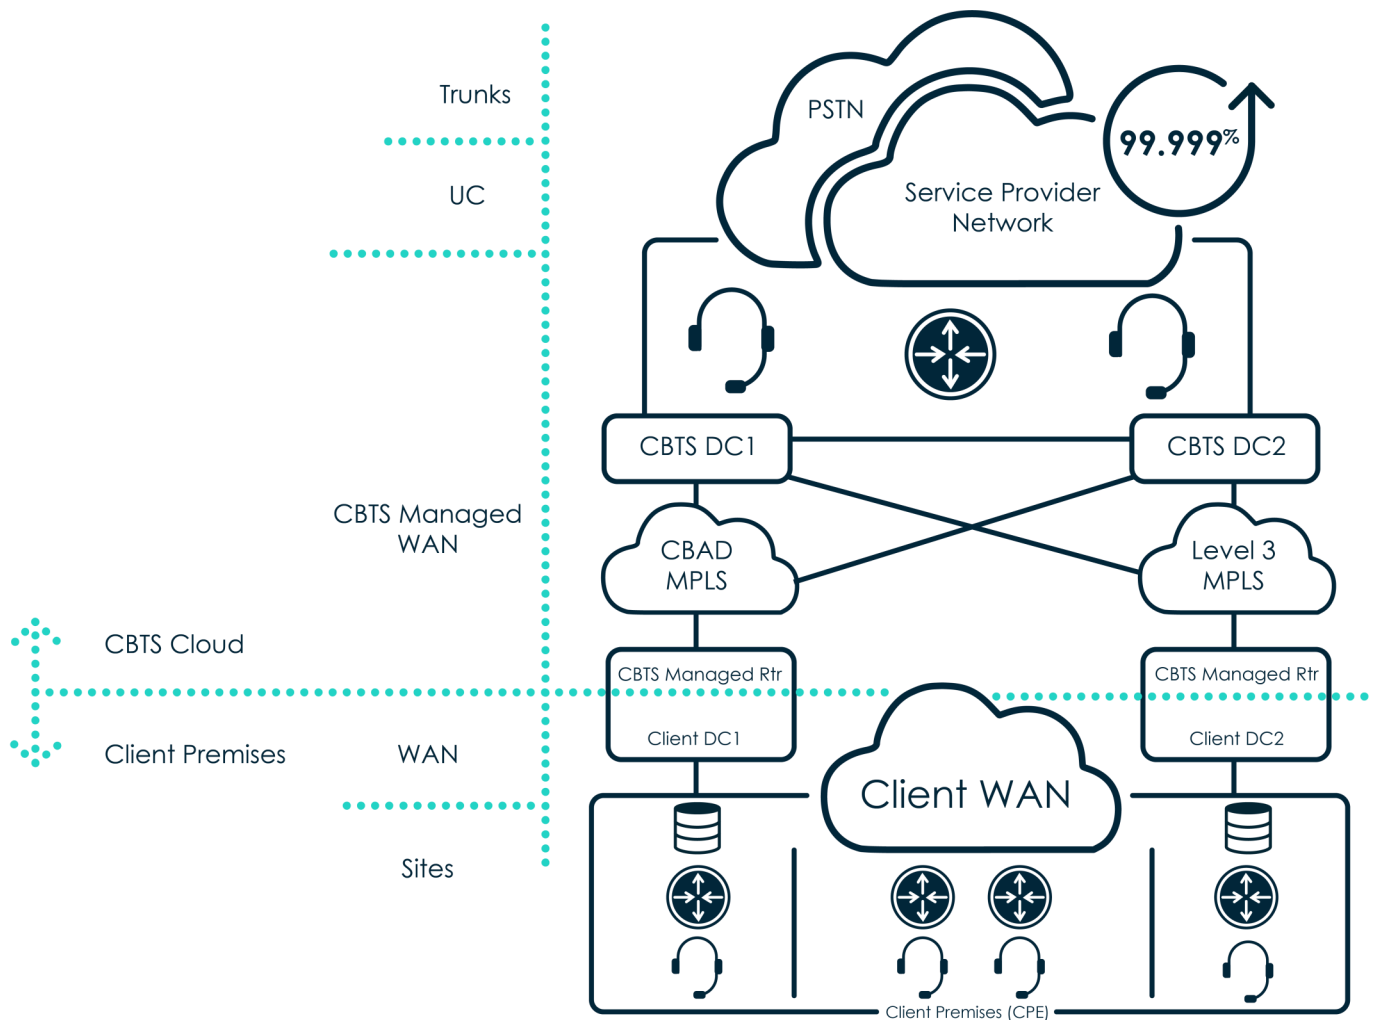 Trunks
PSTN
99.999%
UC
Service Provider
Network
CBTS DC1
CBTS DC2
CBTS Managed
WAN
CBAD
MPLS
Level 3
MPLS
CBTS Cloud
CBTS Managed Rtr
CBTS Managed Rtr
Client Premises
WAN
Client DC1
Client DC2
Client WAN
Sites
Client Premises (CPE)